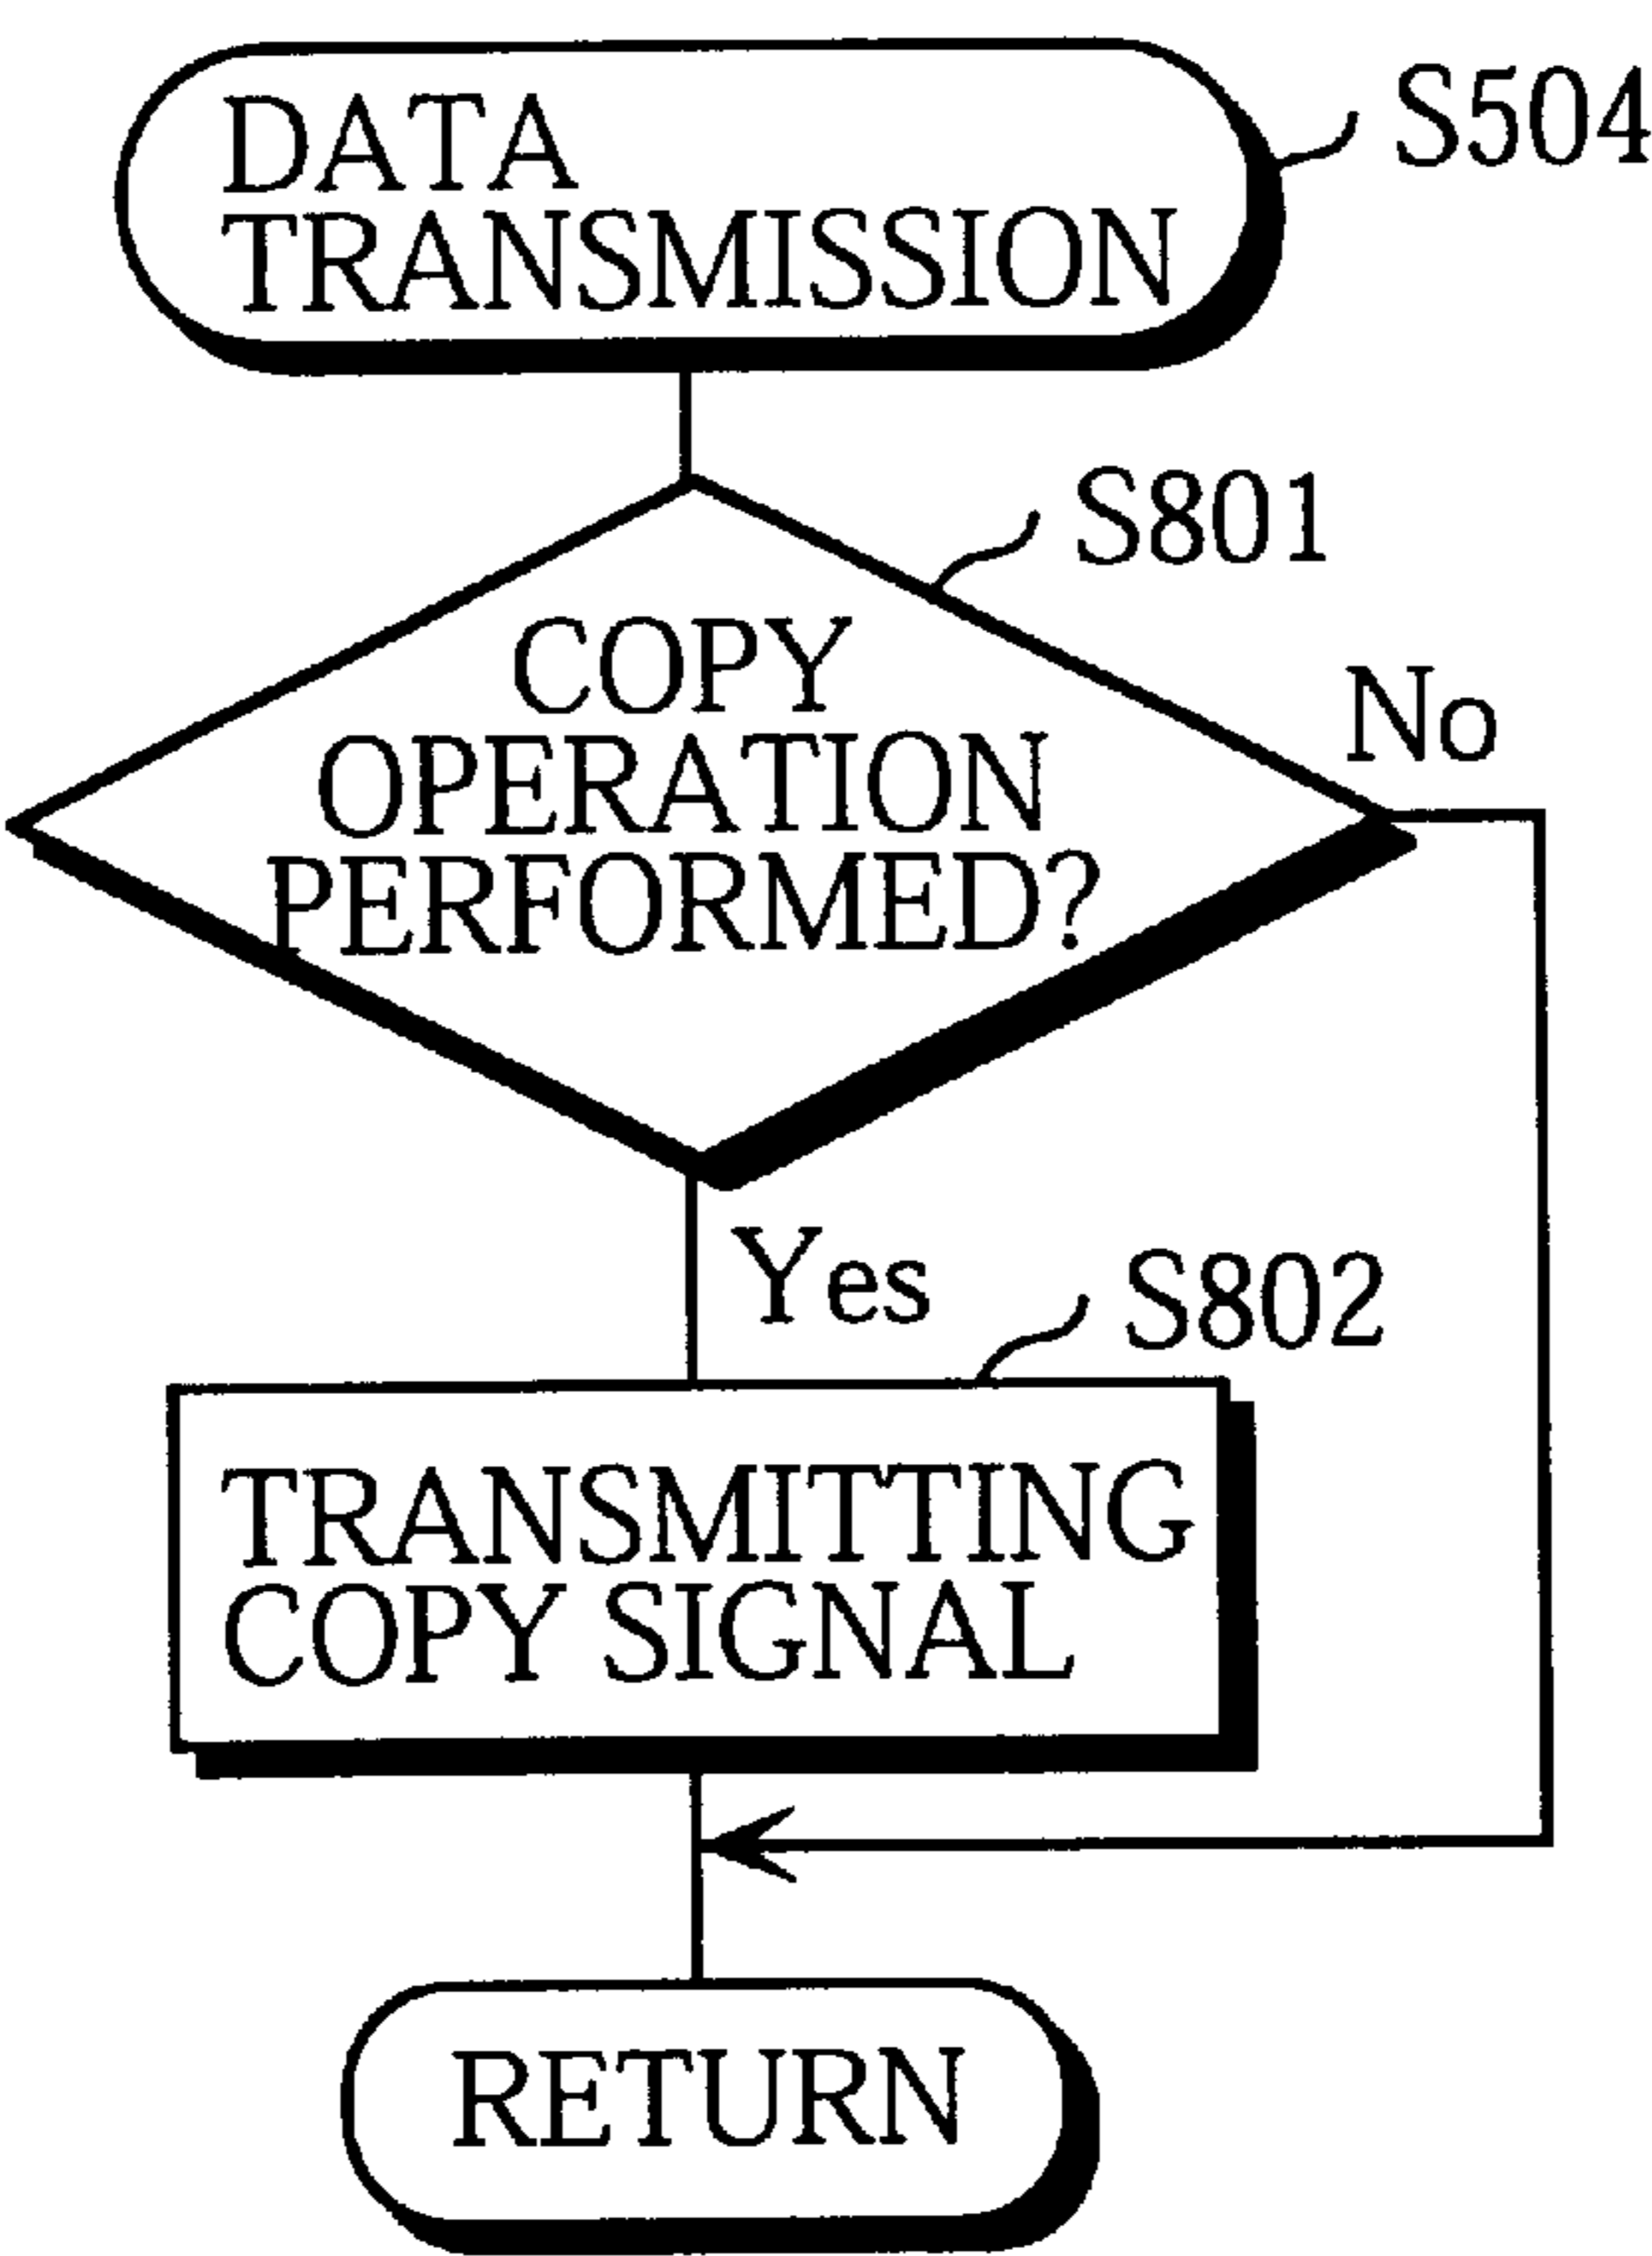 DATA
TRANSMISSION
S504
S801
COPY
OPERATION
PERFORMED?
No
Yes
S802
TRANSMITTING
COPY SIGNAL
RETURN